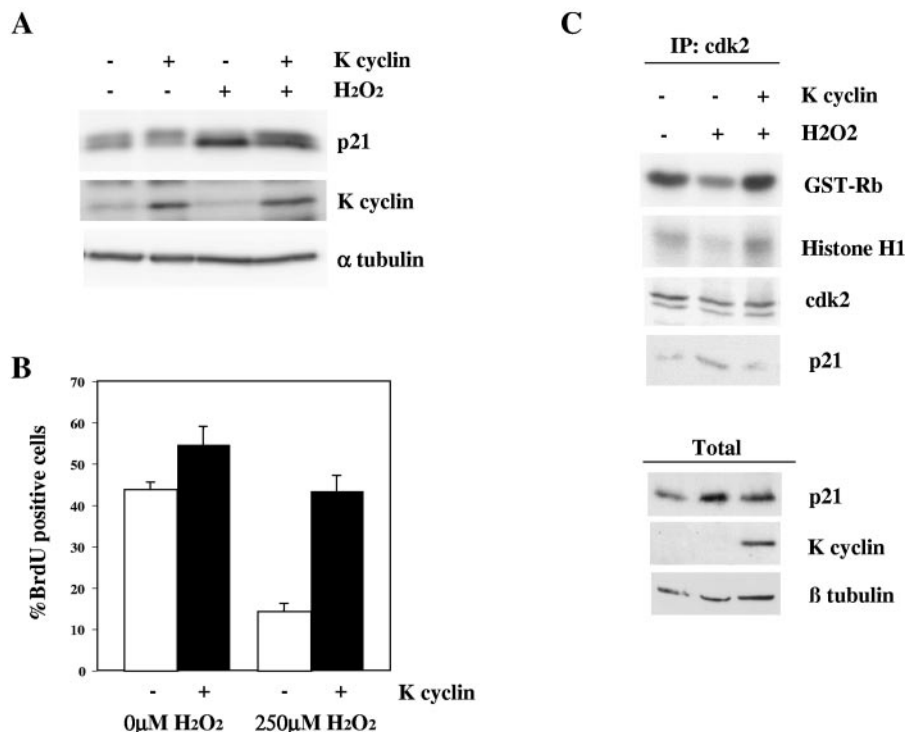 A
- + - + K cyclin
- - + + H2O2
p21
K cyclin
α tubulin
B
%BrdU positive cells
70
60
50
40
30
20
10
0
- + - + K cyclin
0µM H2O2 250µM H2O2
C
IP: cdk2
- - + K cyclin
- + + H2O2
GST-Rb
Histone H1
cdk2
p21
Total
p21
K cyclin
ß tubulin